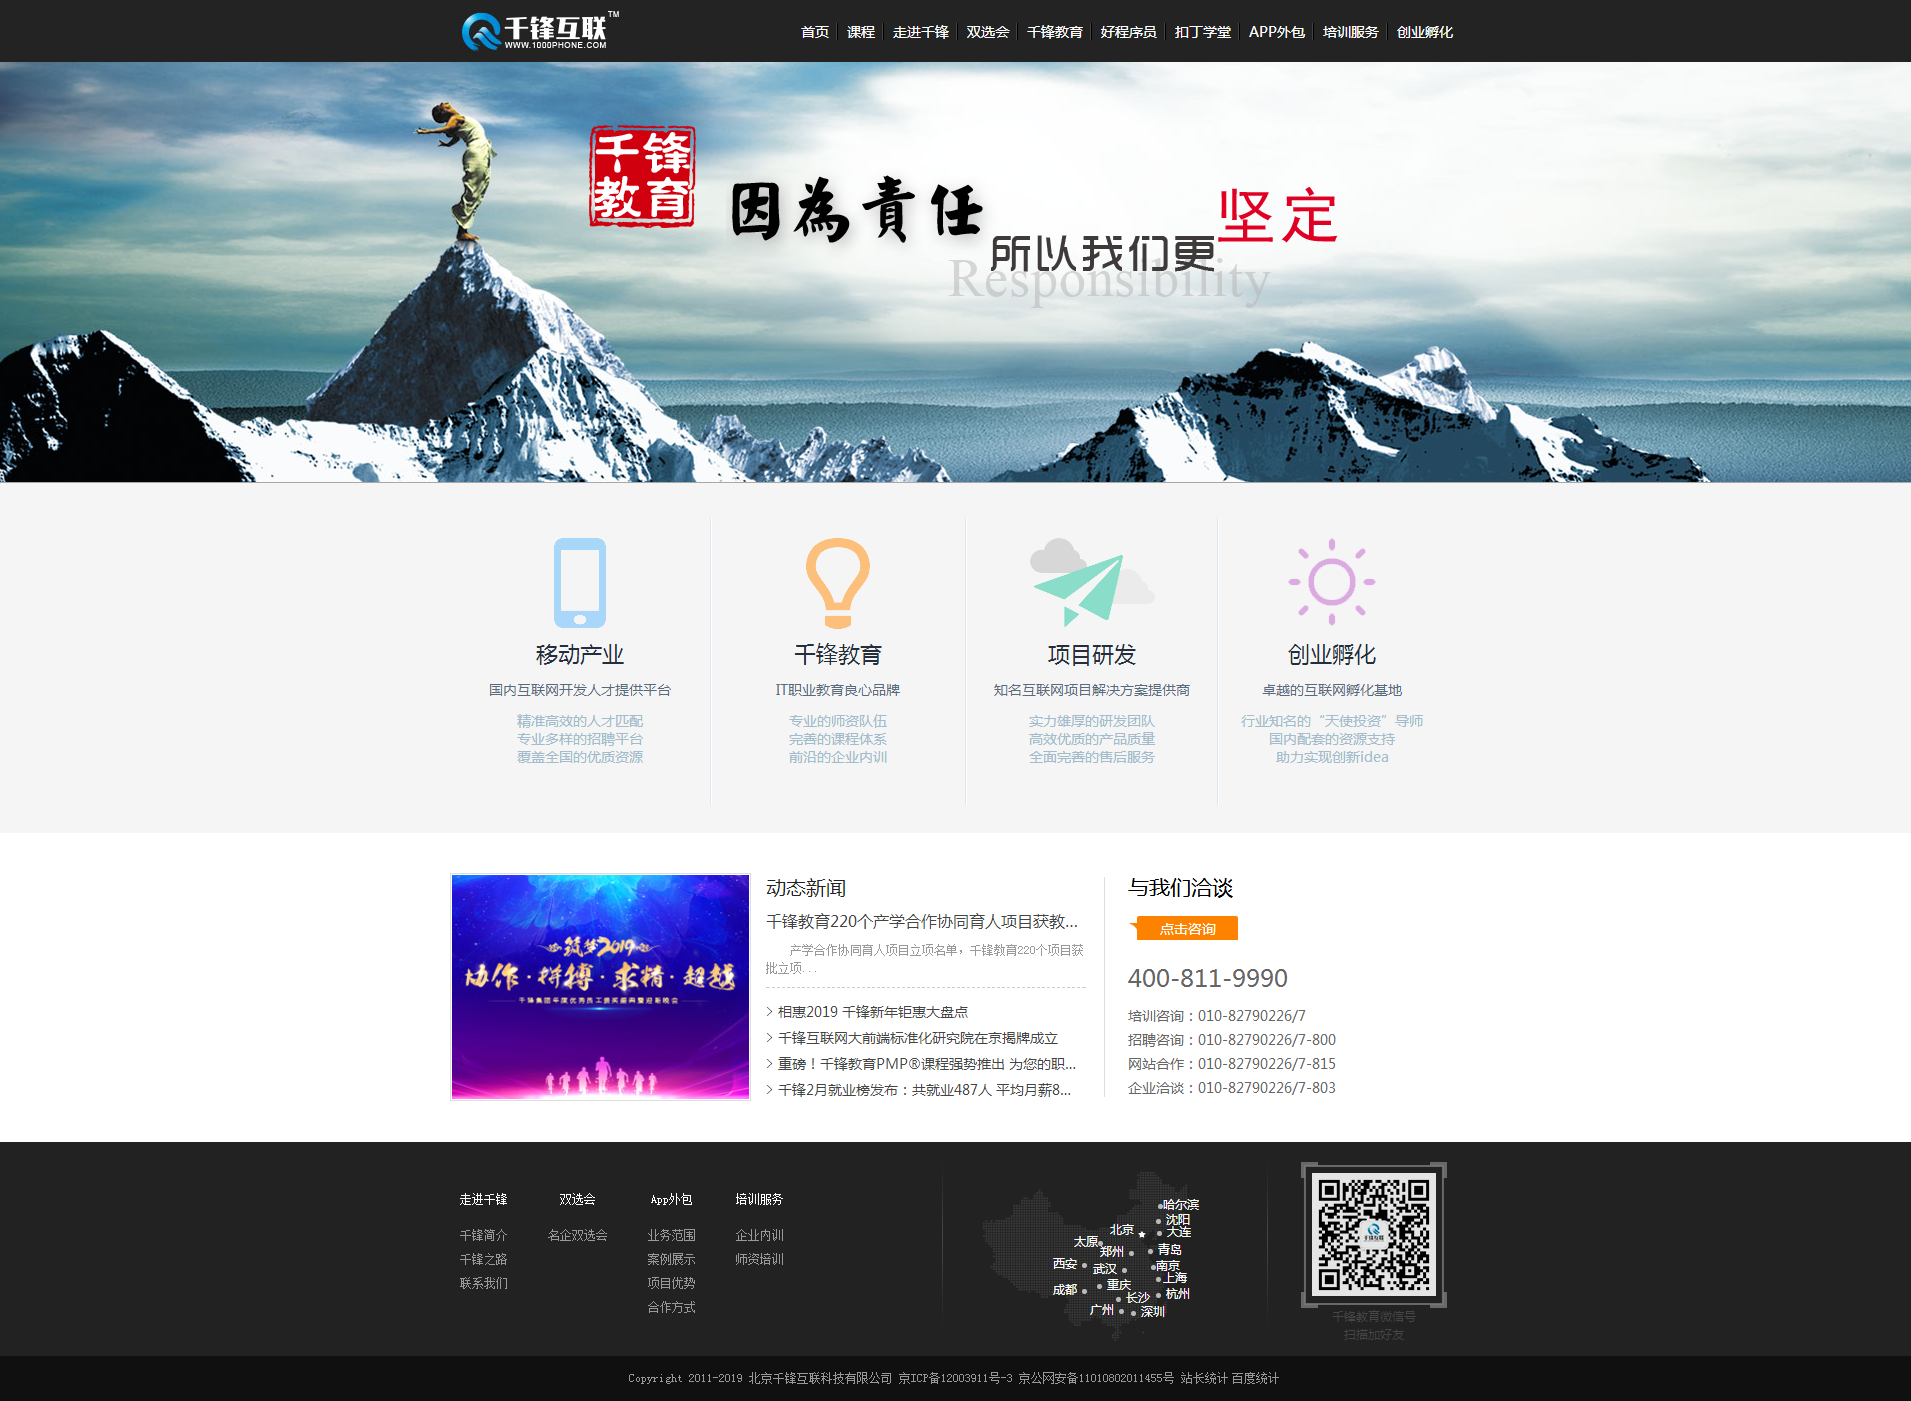 千锋互联 TM
WWW.1000PHONE.COM
首页 课程 走进千锋 双选会 千锋教育 好程序员 扣丁学堂 APP外包 培训服务 创业孵化
千锋
教育
因為責任
所以我们更
坚定
Responsibility
移动产业
国内互联网开发人才提供平台
精准高效的人才匹配
专业多样的招聘平台
覆盖全国的优质资源
千锋教育
IT职业教育良心品牌
专业的师资队伍
完善的课程体系
前沿的企业内训
项目研发
知名互联网项目解决方案提供商
实力雄厚的研发团队
高效优质的产品质量
全面完善的售后服务
创业孵化
卓越的互联网孵化基地
行业知名的“天使投资”导师
国内配套的资源支持
助力实现创新idea
筑梦2019
协作·拼搏·求精·超越
千锋集团年度优秀员工颁奖盛典暨迎新晚会
动态新闻
千锋教育220个产学合作协同育人项目获教...
产学合作协同育人项目立项名单，千锋教育220个项目获
批立项...
相惠2019 千锋新年钜惠大盘点
千锋互联网大前端标准化研究院在京揭牌成立
重磅！千锋教育PMP®课程强势推出 为您的职...
千锋2月就业榜发布：共就业487人 平均月薪8...
与我们洽谈
点击咨询
400-811-9990
培训咨询：010-82790226/7
招聘咨询：010-82790226/7-800
网站合作：010-82790226/7-815
企业洽谈：010-82790226/7-803
走进千锋
千锋简介
千锋之路
联系我们
双选会
名企双选会
App外包
业务范围
案例展示
项目优势
合作方式
培训服务
企业内训
师资培训
哈尔滨
沈阳
北京
大连
太原
郑州
青岛
西安
武汉
南京
上海
成都
重庆
杭州
长沙
广州
深圳
千锋互联
千锋教育微信号
扫描加好友
Copyright 2011-2019 北京千锋互联科技有限公司 京ICP备12003911号-3 京公网安备11010802011455号 站长统计 百度统计